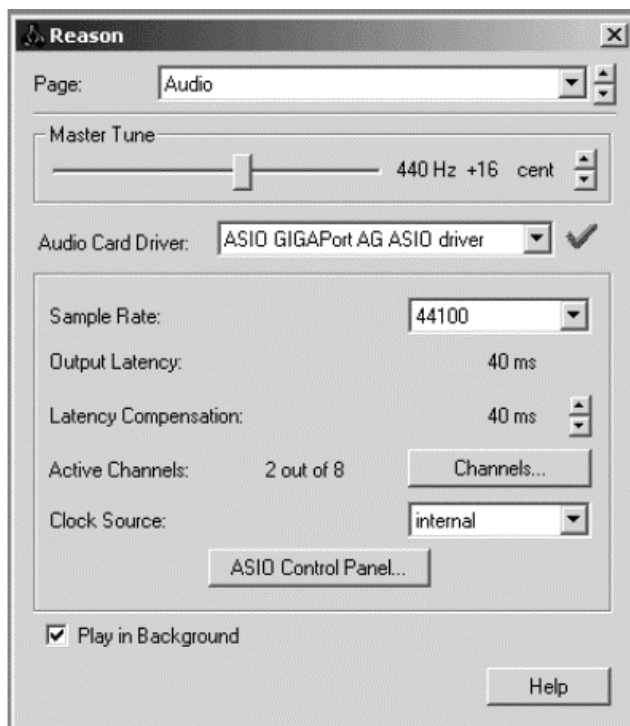 Reason
Page: Audio
Master Tune
440 Hz +16 cent
Audio Card Driver: ASIO GIGAPort AG ASIO driver
Sample Rate: 44100
Output Latency: 40 ms
Latency Compensation: 40 ms
Active Channels: 2 out of 8 Channels...
Clock Source: internal
ASIO Control Panel...
Play in Background
Help